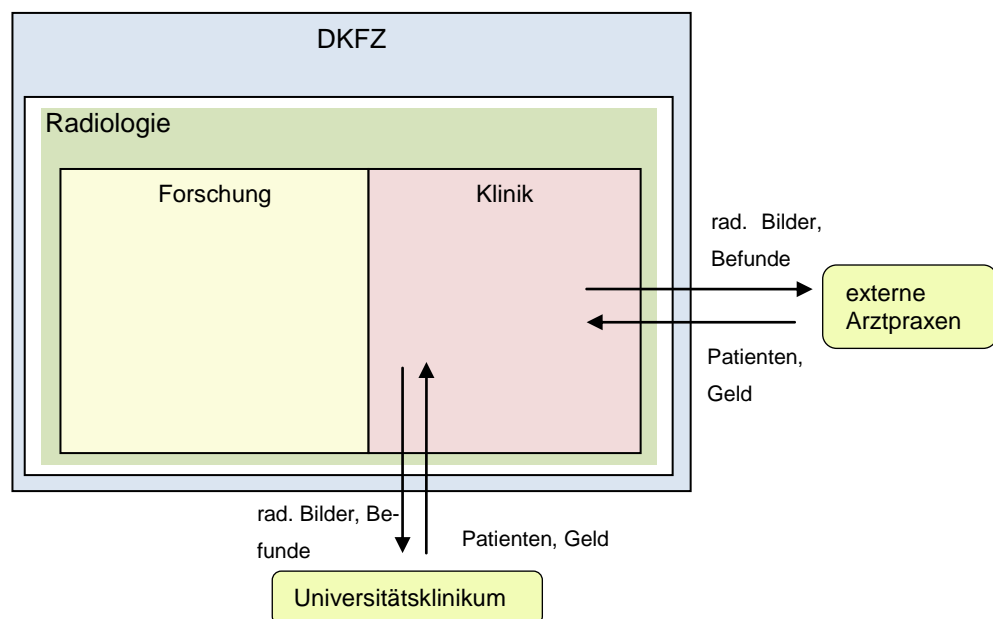 DKFZ
Radiologie
Forschung
Klinik
rad. Bilder,
Befunde
externe
Arztpraxen
Patienten,
Geld
rad. Bilder, Be-
funde
Patienten, Geld
Universitätsklinikum